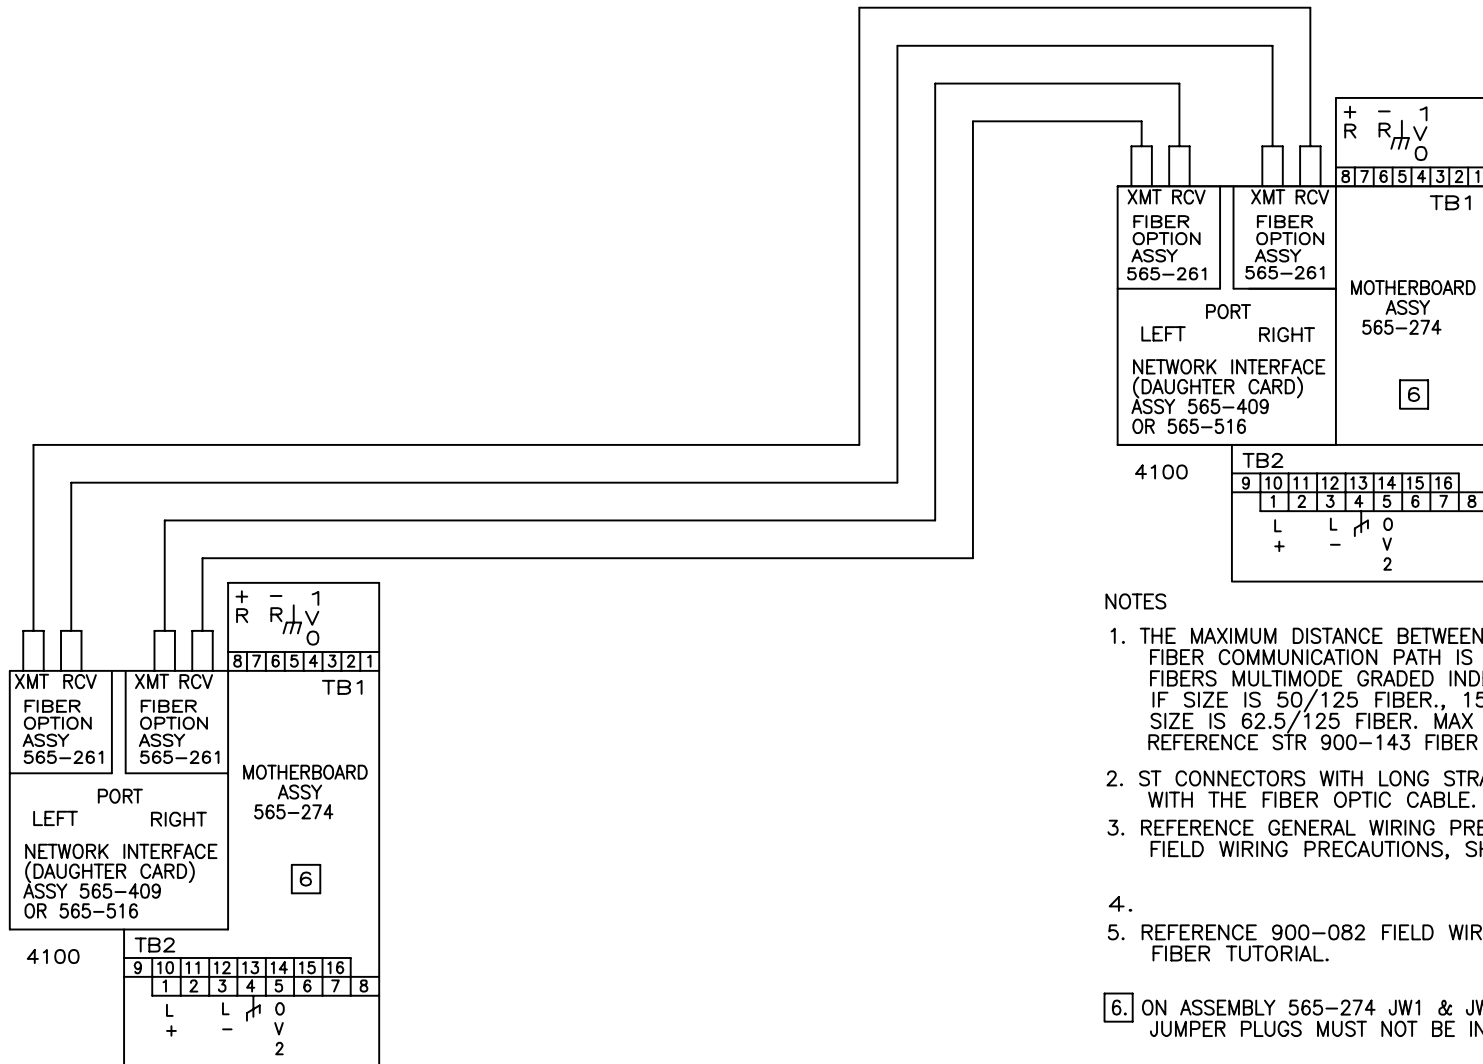 + - 1
R R V
0
8 7 6 5 4 3 2 1
XMT RCV XMT RCV TB1
FIBER OPTION ASSY 565-261
FIBER OPTION ASSY 565-261
MOTHERBOARD
ASSY
565-274
PORT
LEFT RIGHT
NETWORK INTERFACE
(DAUGHTER CARD)
ASSY 565-409
OR 565-516
6
4100
TB2
9 10 11 12 13 14 15 16
1 2 3 4 5 6 7 8
L L 0
+ - V
2
+ - 1
R R V
0
8 7 6 5 4 3 2 1
XMT RCV XMT RCV TB1
FIBER OPTION ASSY 565-261
FIBER OPTION ASSY 565-261
MOTHERBOARD
ASSY
565-274
PORT
LEFT RIGHT
NETWORK INTERFACE
(DAUGHTER CARD)
ASSY 565-409
OR 565-516
6
4100
TB2
9 10 11 12 13 14 15 16
1 2 3 4 5 6 7 8
L L 0
+ - V
2
NOTES
1. THE MAXIMUM DISTANCE BETWEEN
FIBER COMMUNICATION PATH IS
FIBERS MULTIMODE GRADED IND
IF SIZE IS 50/125 FIBER., 15
SIZE IS 62.5/125 FIBER. MAX
REFERENCE STR 900-143 FIBER
2. ST CONNECTORS WITH LONG STRA
WITH THE FIBER OPTIC CABLE.
3. REFERENCE GENERAL WIRING PRE
FIELD WIRING PRECAUTIONS, SH
4.
5. REFERENCE 900-082 FIELD WIR
FIBER TUTORIAL.
6. ON ASSEMBLY 565-274 JW1 & JW
JUMPER PLUGS MUST NOT BE IN